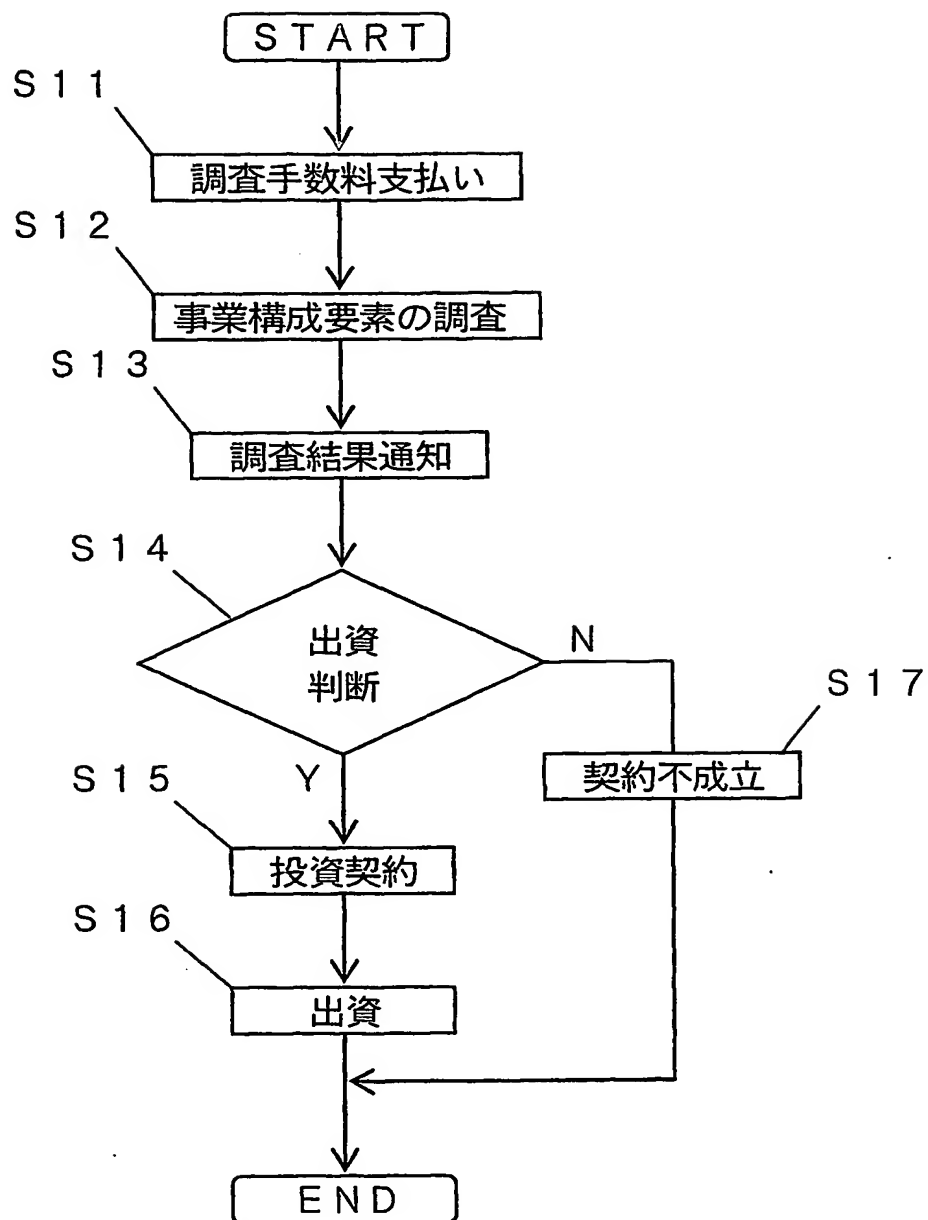 ＳＴＡＲＴ
Ｓ１１
調査手数料支払い
Ｓ１２
事業構成要素の調査
Ｓ１３
調査結果通知
Ｓ１４
出資
判断
Ｎ
Ｙ
Ｓ１７
契約不成立
Ｓ１５
投資契約
Ｓ１６
出資
ＥＮＤ